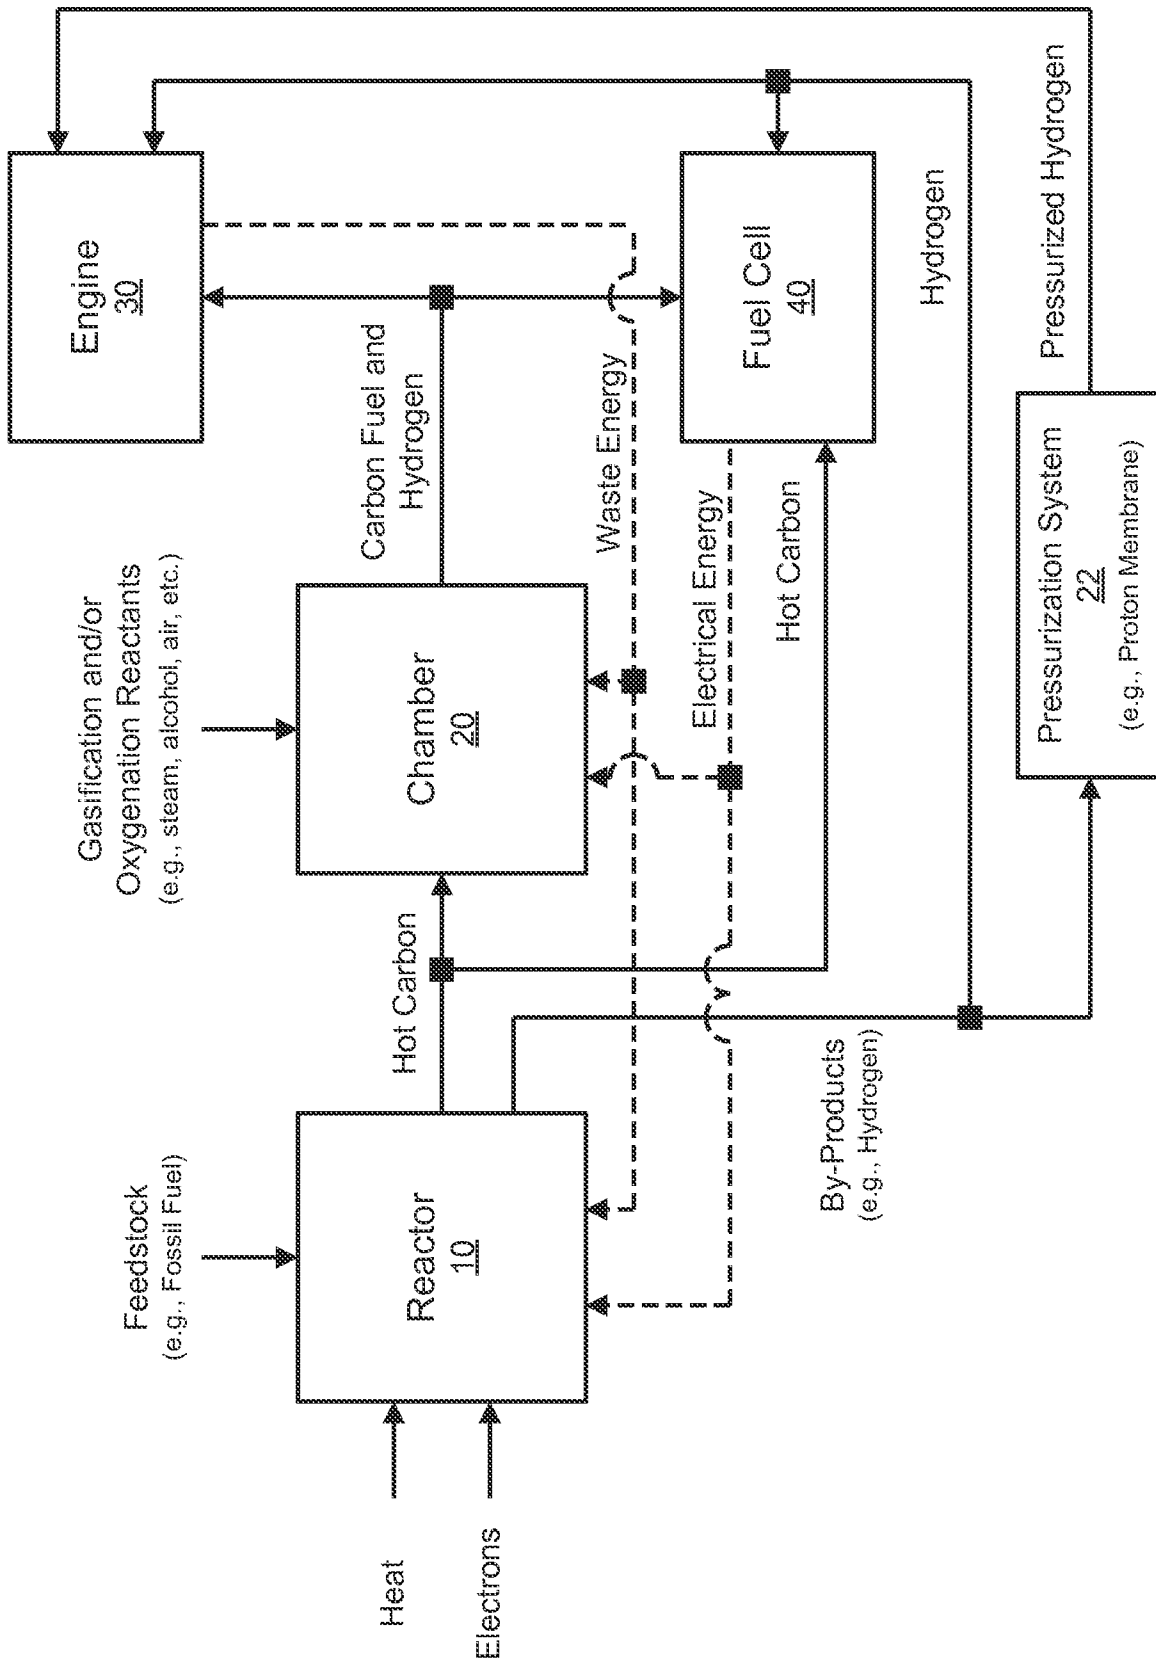 Heat
Electrons
Feedstock
(e.g., Fossil Fuel)
Reactor
10
Hot Carbon
By-Products
(e.g., Hydrogen)
Gasification and/or
Oxygenation Reactants
(e.g., steam, alcohol, air, etc.)
Chamber
20
Carbon Fuel and
Hydrogen
Waste Energy
Electrical Energy
Hot Carbon
Engine
30
Fuel Cell
40
Hydrogen
Pressurized Hydrogen
Pressurization System
22
(e.g., Proton Membrane)